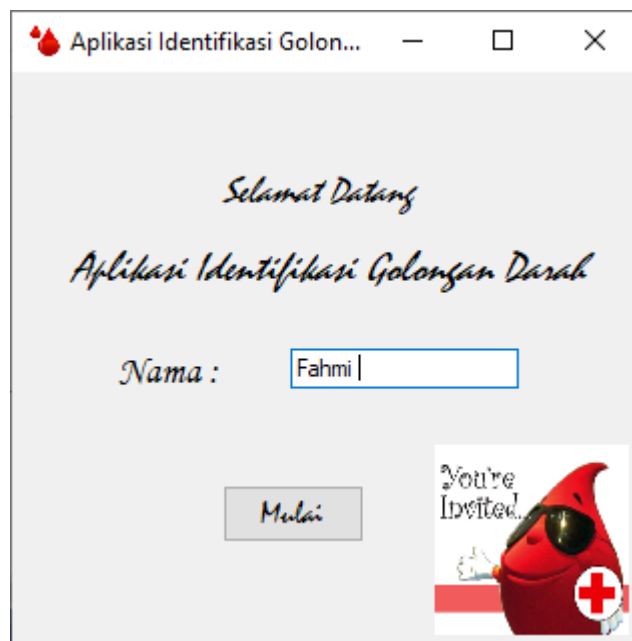 Aplikasi Identifikasi Golon...
Selamat Datang
Aplikasi Identifikasi Golongan Darah
Nama :
Fahmi
Mulai
You're
Invited...